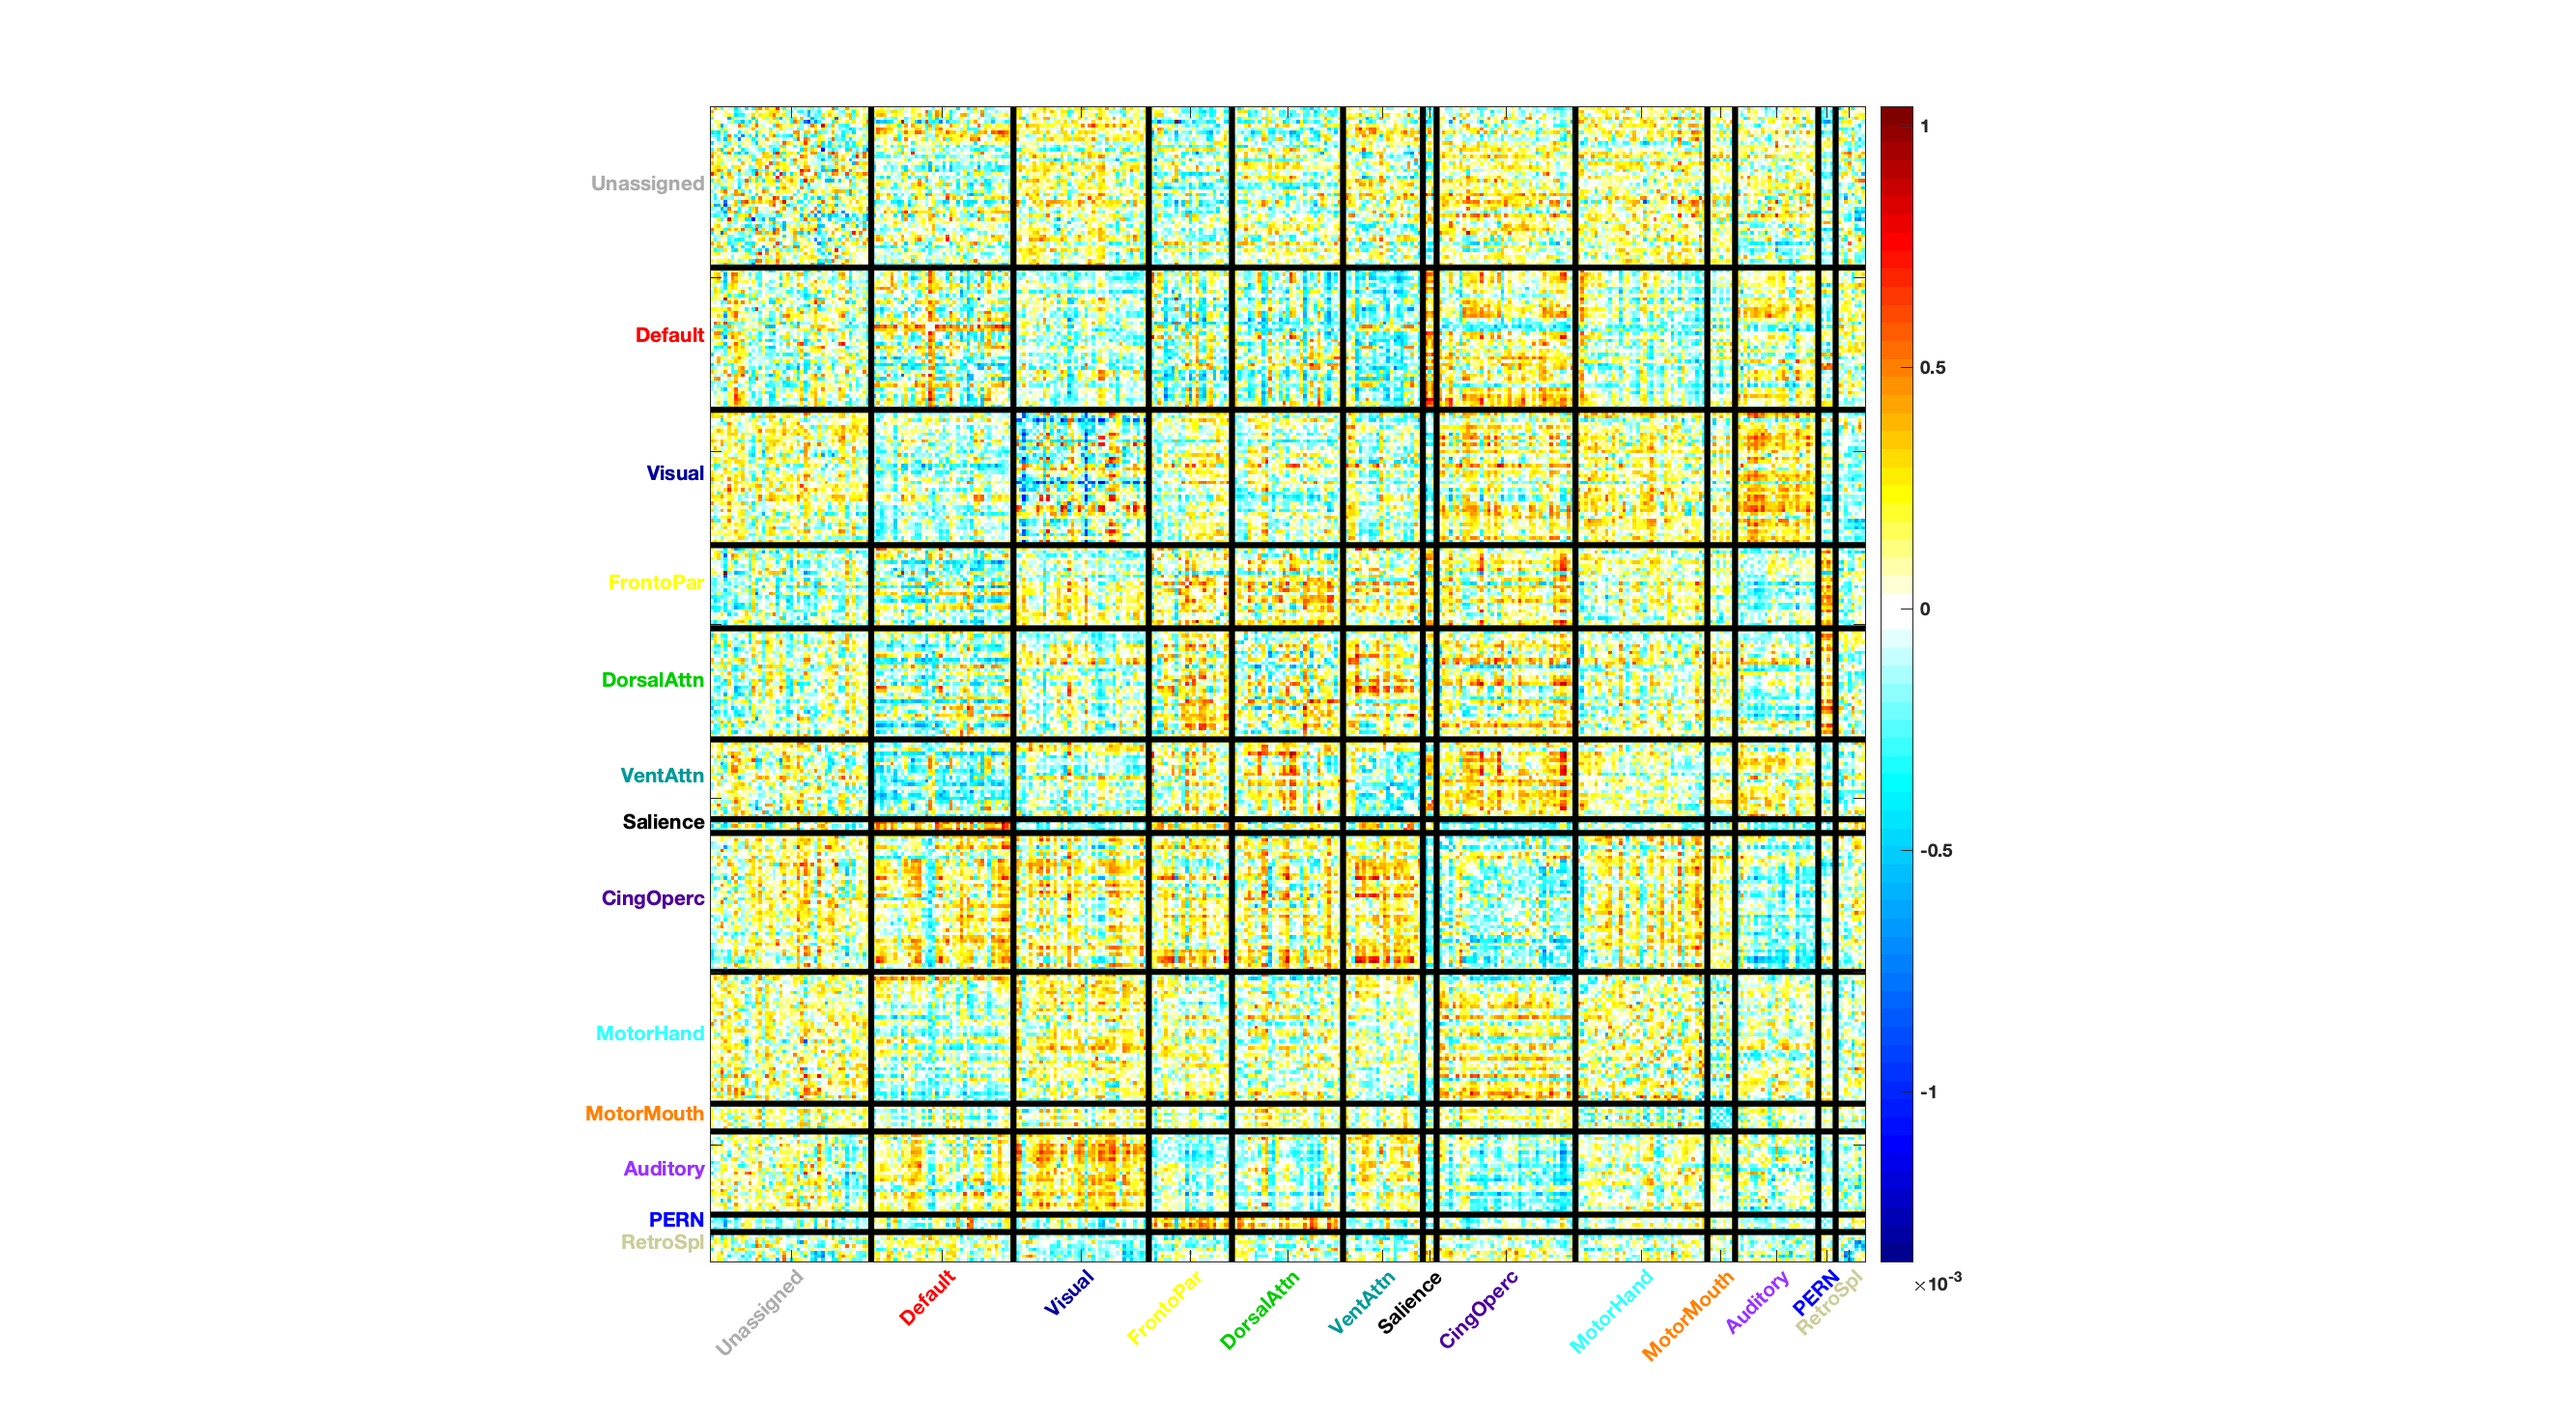 Unassigned
Default
Visual
FrontoPar
DorsalAttn
VentAttn
Salience
CingOperc
MotorHand
MotorMouth
Auditory
PERN
RetroSpl
Unassigned
Default
Visual
FrontoPar
DorsalAttn
VentAttn
Salience
CingOperc
MotorHand
MotorMouth
Auditory
PERN
RetroSpl
1
0.5
0
-0.5
-1
×10-3